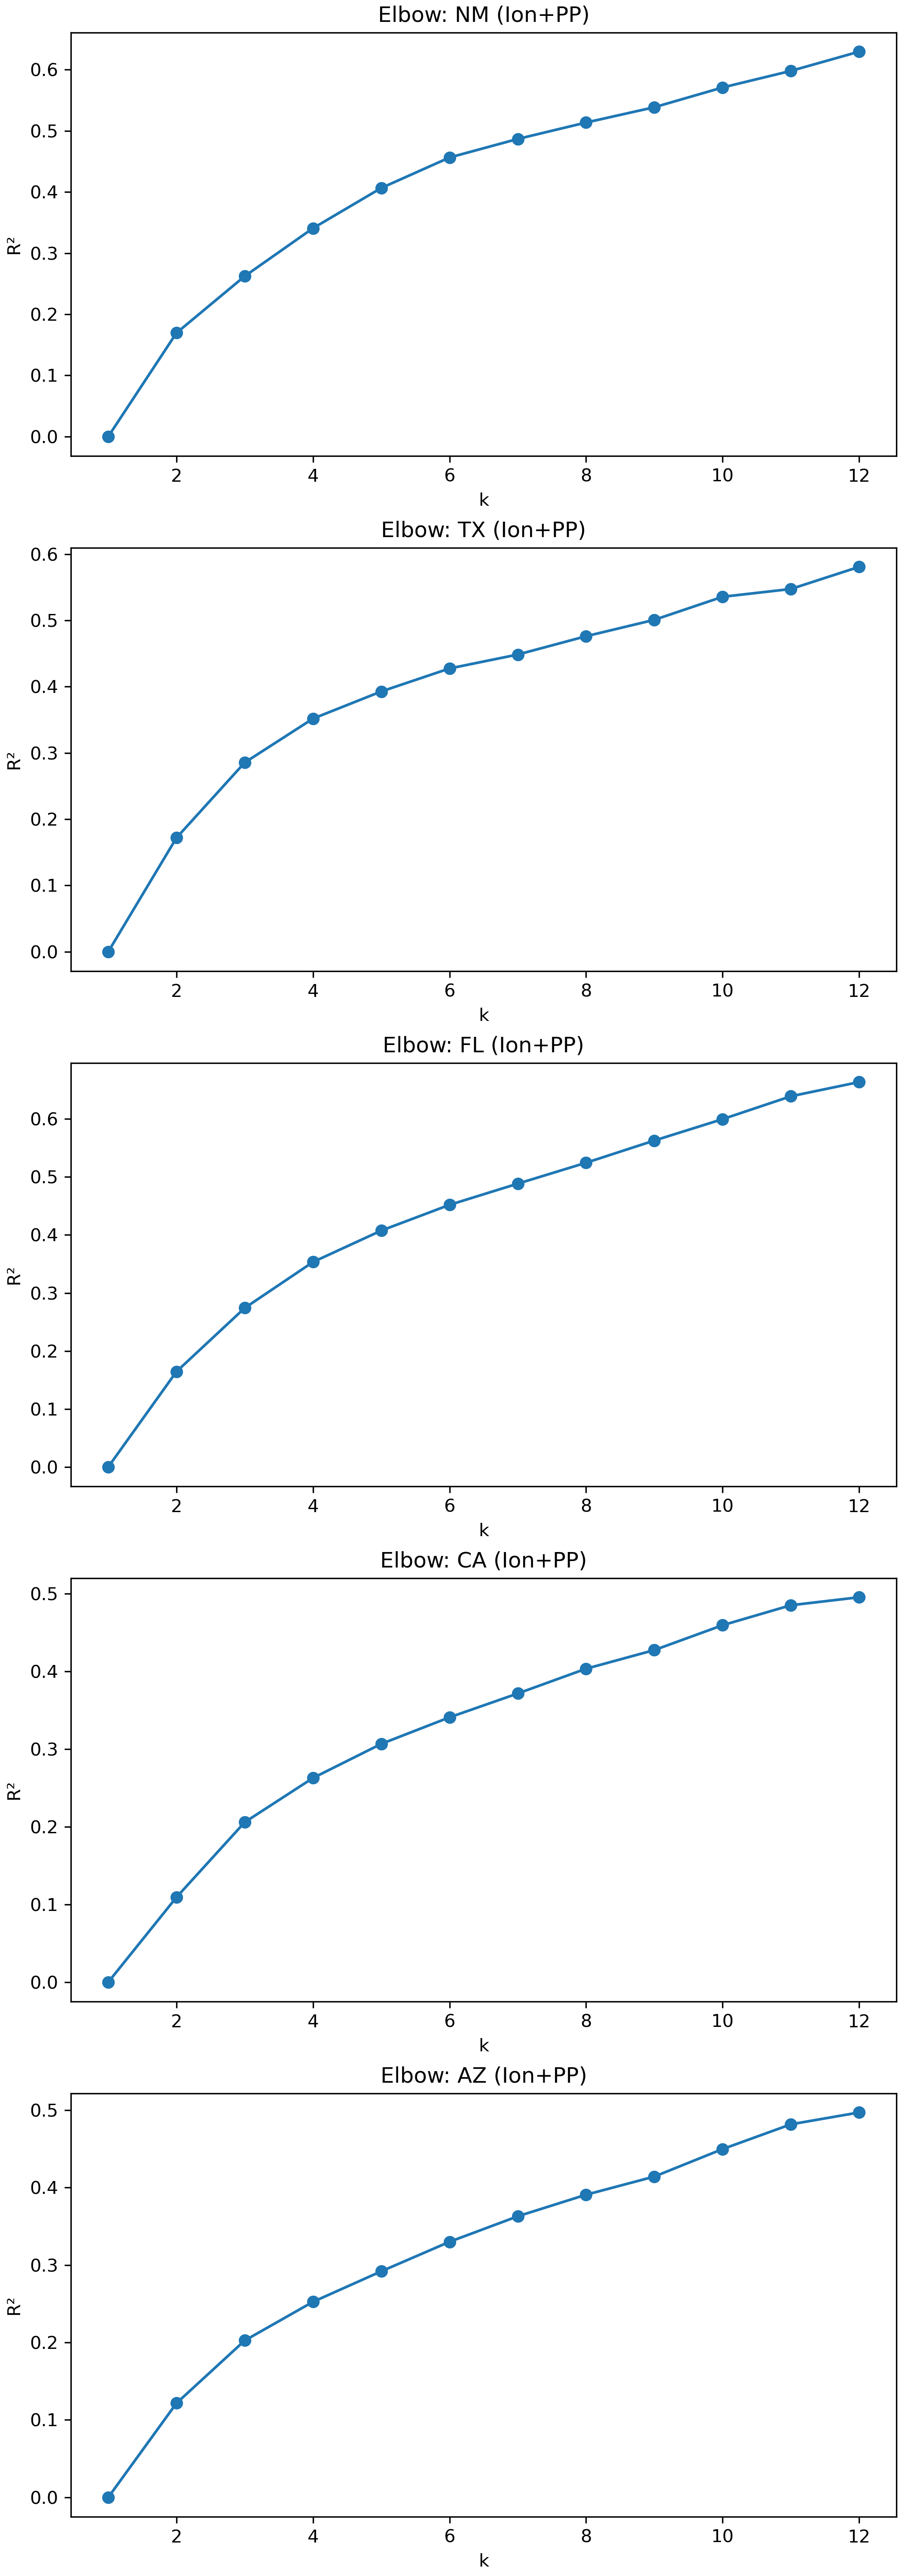 Elbow: NM (Ion+PP)
0.6
0.5
0.4
0.3
0.2
0.1
0.0
R²
2 4 6 8 10 12
k
Elbow: TX (Ion+PP)
0.6
0.5
0.4
0.3
0.2
0.1
0.0
R²
2 4 6 8 10 12
k
Elbow: FL (Ion+PP)
0.6
0.5
0.4
0.3
0.2
0.1
0.0
R²
2 4 6 8 10 12
k
Elbow: CA (Ion+PP)
0.5
0.4
0.3
0.2
0.1
0.0
R²
2 4 6 8 10 12
k
Elbow: AZ (Ion+PP)
0.5
0.4
0.3
0.2
0.1
0.0
R²
2 4 6 8 10 12
k